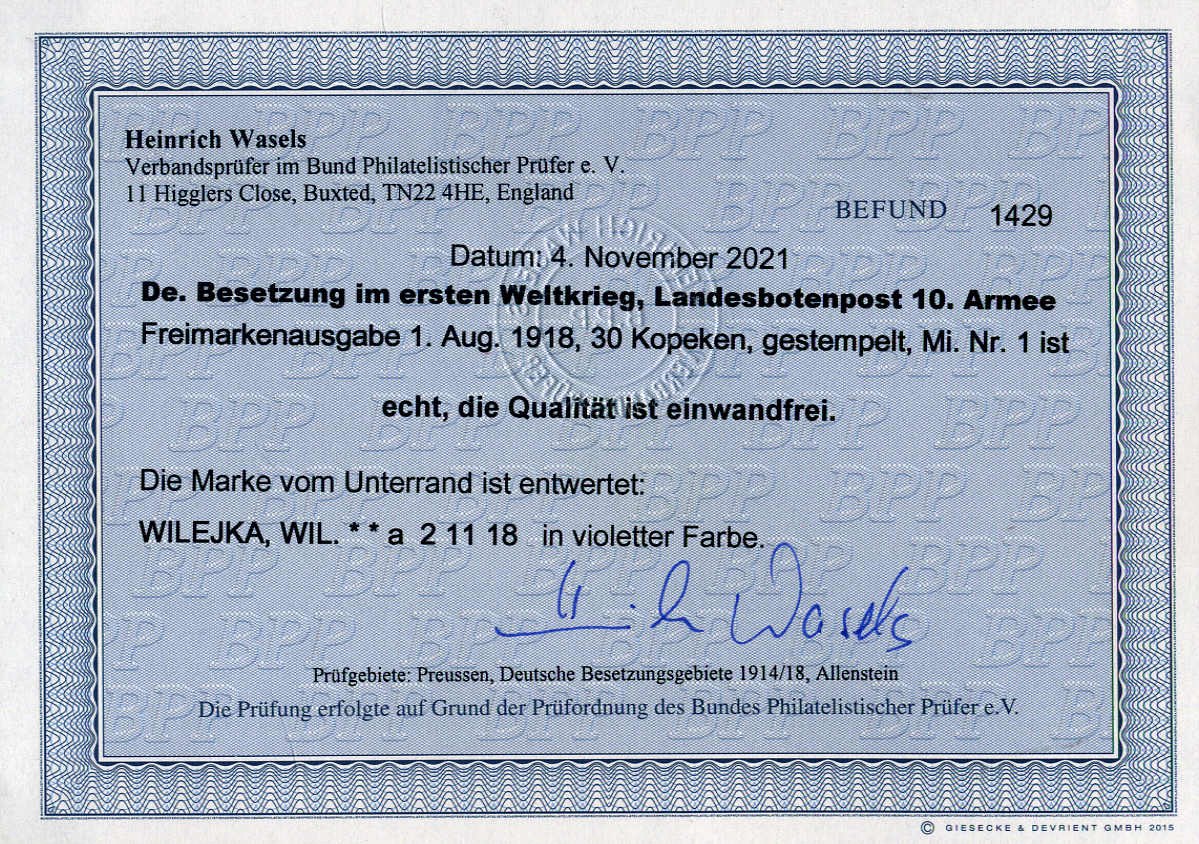 Heinrich Wasels
Verbandsprüfer im Bund Philatelistischer Prüfer e. V.
11 Higglers Close, Buxted, TN22 4HE, England
BEFUND 1429
Datum: 4. November 2021
De. Besetzung im ersten Weltkrieg, Landesbotenpost 10. Armee
Freimarkenausgabe 1. Aug. 1918, 30 Kopeken, gestempelt, Mi. Nr. 1 ist
echt, die Qualität ist einwandfrei.
Die Marke vom Unterrand ist entwertet:
WILEJKA, WIL. * * a 2 11 18 in violetter Farbe.
Prüfgebiete: Preussen, Deutsche Besetzungsgebiete 1914/18, Allenstein
Die Prüfung erfolgte auf Grund der Prüfordnung des Bundes Philatelistischer Prüfer e.V.
© GIESECKE & DEVRIENT GMBH 2015